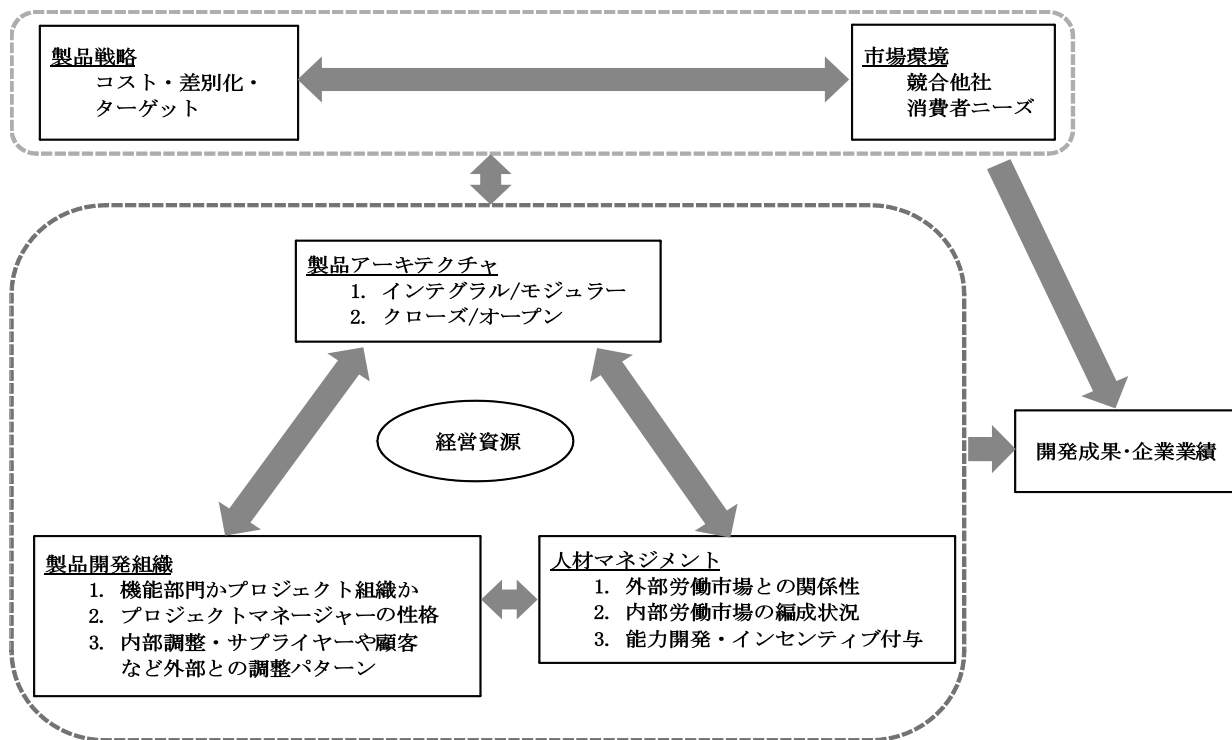 製品戦略
コスト・差別化・
ターゲット
市場環境
競合他社
消費者ニーズ
製品アーキテクチャ
1. インテグラル/モジュラー
2. クローズ/オープン
経営資源
開発成果・企業業績
製品開発組織
1. 機能部門かプロジェクト組織か
2. プロジェクトマネージャーの性格
3. 内部調整・サプライヤーや顧客
など外部との調整パターン
人材マネジメント
1. 外部労働市場との関係性
2. 内部労働市場の編成状況
3. 能力開発・インセンティブ付与